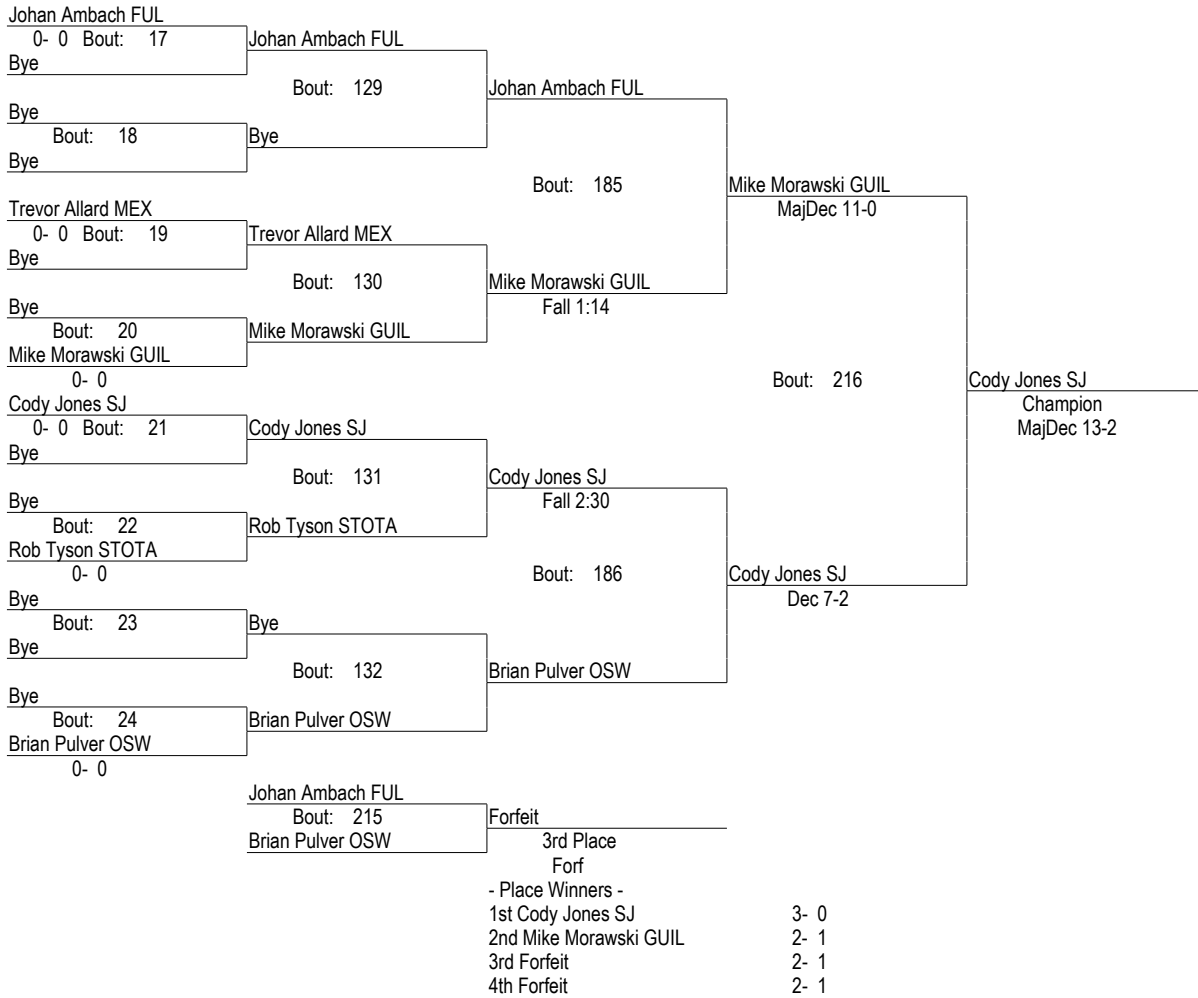 Johan Ambach FUL
0- 0 Bout: 17
Johan Ambach FUL
Bye
Bout: 129
Johan Ambach FUL
Bye
Bout: 18
Bye
Bye
Bout: 185
Mike Morawski GUIL
MajDec 11-0
Trevor Allard MEX
0- 0 Bout: 19
Trevor Allard MEX
Bye
Bout: 130
Mike Morawski GUIL
Fall 1:14
Bye
Bout: 20
Mike Morawski GUIL
Mike Morawski GUIL
0- 0
Bout: 216
Cody Jones SJ
Champion
MajDec 13-2
Cody Jones SJ
0- 0 Bout: 21
Cody Jones SJ
Bye
Bout: 131
Cody Jones SJ
Fall 2:30
Bye
Bout: 22
Rob Tyson STOTA
Rob Tyson STOTA
0- 0
Bout: 186
Cody Jones SJ
Dec 7-2
Bye
Bout: 23
Bye
Bye
Bout: 132
Brian Pulver OSW
Bye
Bout: 24
Brian Pulver OSW
Brian Pulver OSW
0- 0
Johan Ambach FUL
Bout: 215
Forfeit
Brian Pulver OSW
3rd Place
Forf
- Place Winners -
1st Cody Jones SJ 3- 0
2nd Mike Morawski GUIL 2- 1
3rd Forfeit 2- 1
4th Forfeit 2- 1